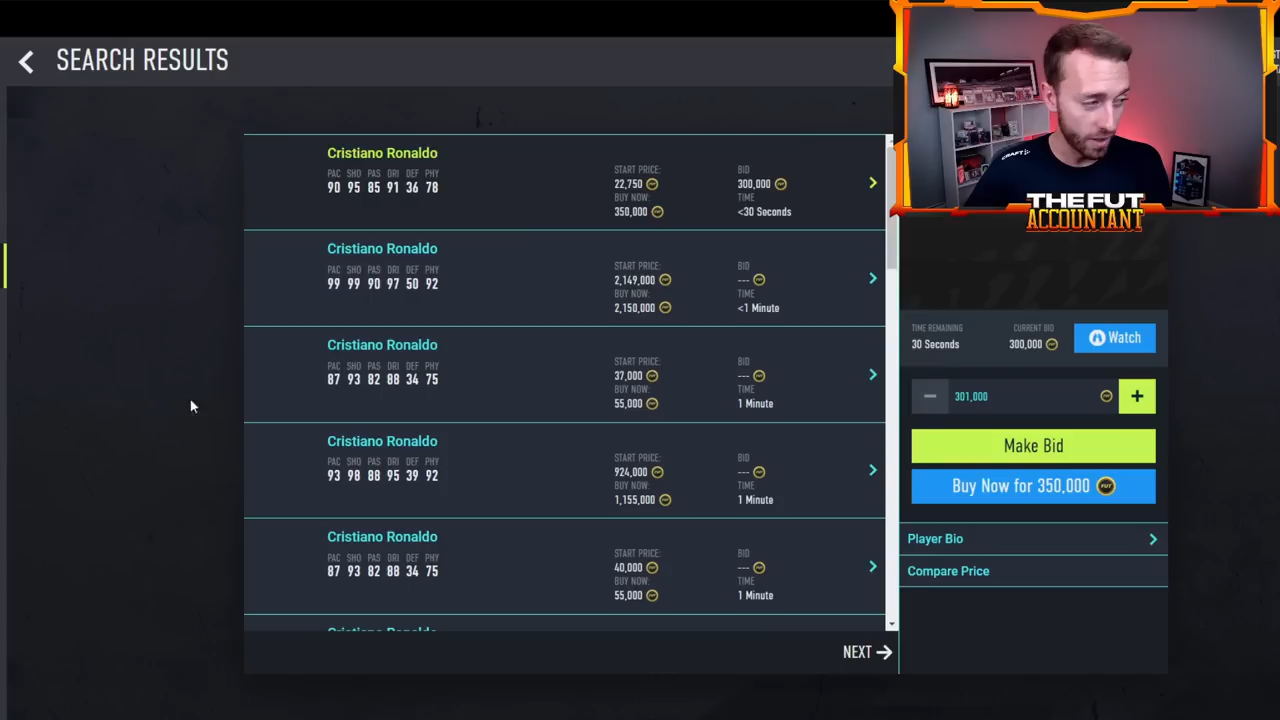 SEARCH RESULTS
Cristiano Ronaldo
PAC SHO PAS DRI DEF PHY
90 95 85 91 36 78
START PRICE:
22,750
BUY NOW:
350,000
BID
300,000
TIME
<30 Seconds
Cristiano Ronaldo
PAC SHO PAS DRI DEF PHY
99 99 90 97 50 92
START PRICE:
2,149,000
BUY NOW:
2,150,000
BID
---
TIME
<1 Minute
Cristiano Ronaldo
PAC SHO PAS DRI DEF PHY
87 93 82 88 34 75
START PRICE:
37,000
BUY NOW:
55,000
BID
---
TIME
1 Minute
Cristiano Ronaldo
PAC SHO PAS DRI DEF PHY
93 98 88 95 39 92
START PRICE:
924,000
BUY NOW:
1,155,000
BID
---
TIME
1 Minute
Cristiano Ronaldo
PAC SHO PAS DRI DEF PHY
87 93 82 88 34 75
START PRICE:
40,000
BUY NOW:
55,000
BID
---
TIME
1 Minute
Cristiano Ronaldo
NEXT
CRAFT
THE FUT
ACCOUNTANT
TIME REMAINING
30 Seconds
CURRENT BID
300,000
Watch
301,000
Make Bid
Buy Now for 350,000
Player Bio
Compare Price